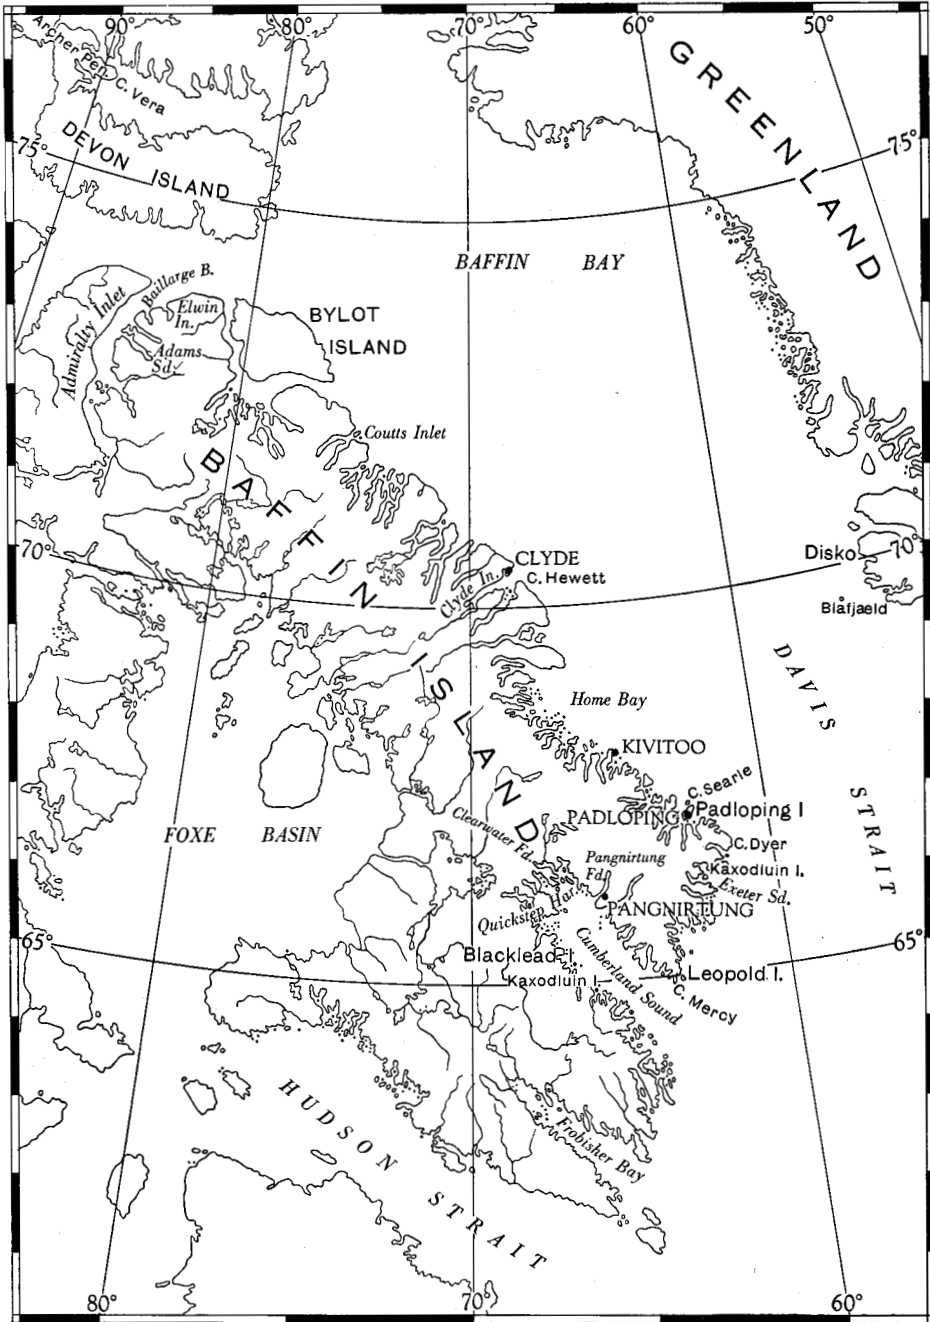 90°
80°
70°
60°
50°
Archer Pen.
C. Vera
GREENLAND
75°
75°
DEVON
ISLAND
BAFFIN BAY
Baillarge B.
Admiralty Inlet
Elwin
In.
BYLOT
ISLAND
Adams
Sd.
Coutts Inlet
BAFFIN ISLAND
70°
Disko
70°
CLYDE
C. Hewett
Clyde In.
Blafjaeld
DAVIS STRAIT
Home Bay
KIVITOO
C. Searle
Padloping I
PADLOPING
FOXE BASIN
Clearwater Fd.
C. Dyer
Pangnirtung
Fd.
Kaxodluin I.
Exeter Sd.
Quickstep Har.
PANGNIRTUNG
65°
65°
Blacklead I.
Cumberland Sound
Leopold I.
Kaxodluin I.
C. Mercy
HUDSON STRAIT
Frobisher Bay
80°
70°
60°